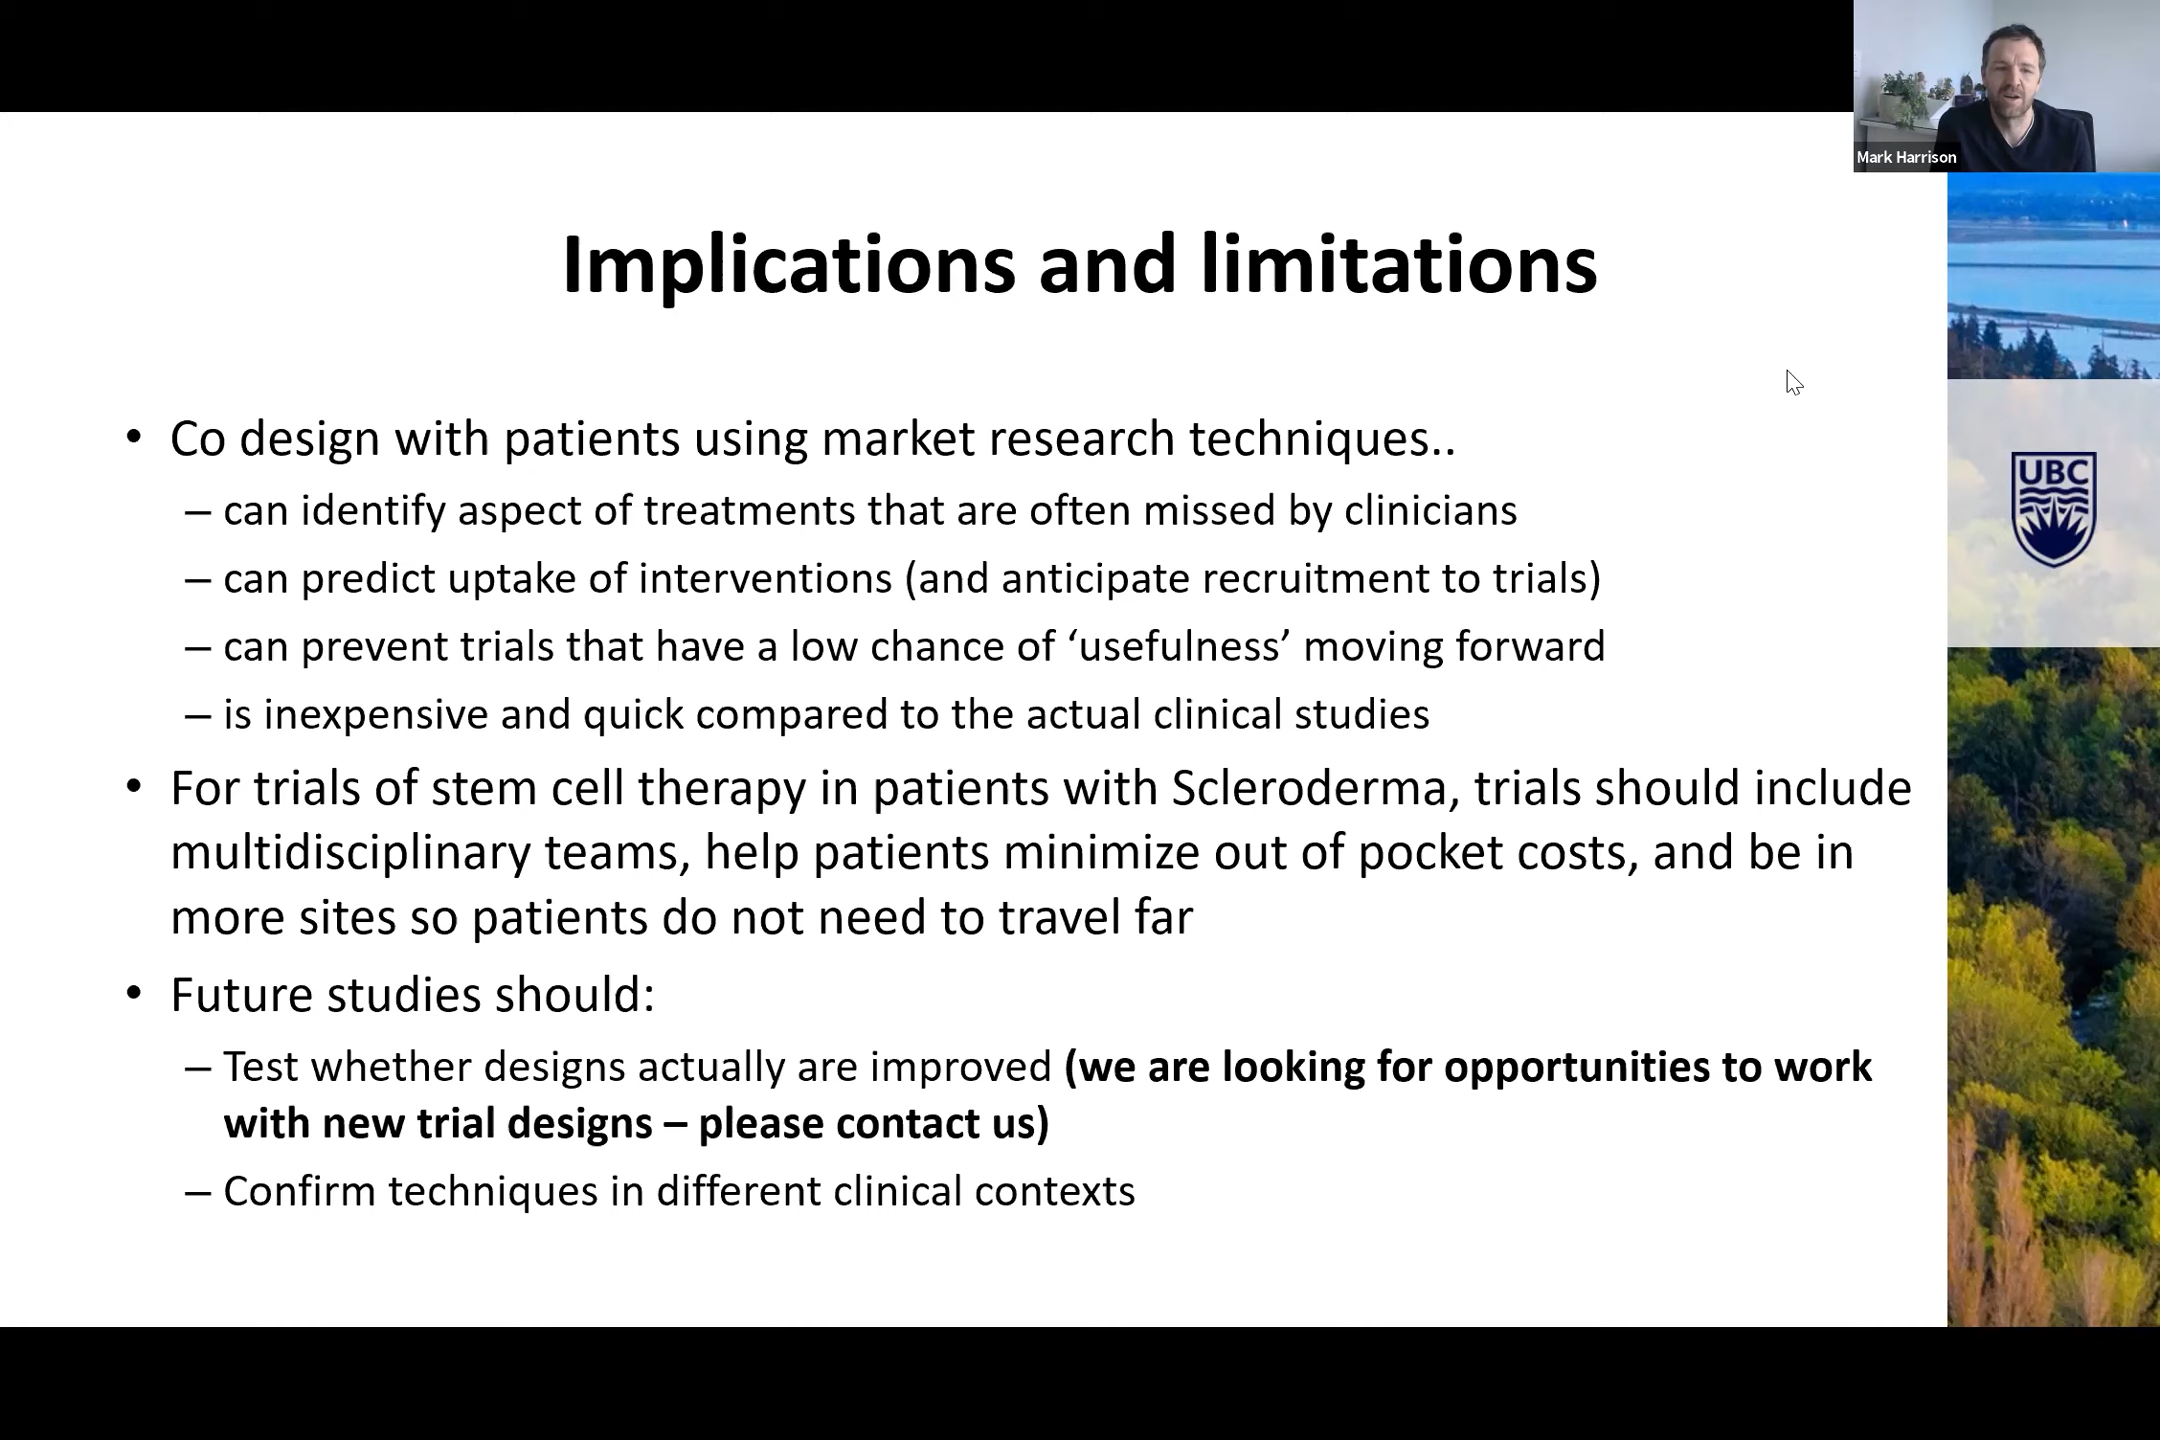 Mark Harrison
Implications and limitations
UBC
• Co design with patients using market research techniques..
– can identify aspect of treatments that are often missed by clinicians
– can predict uptake of interventions (and anticipate recruitment to trials)
– can prevent trials that have a low chance of ‘usefulness’ moving forward
– is inexpensive and quick compared to the actual clinical studies
• For trials of stem cell therapy in patients with Scleroderma, trials should include
multidisciplinary teams, help patients minimize out of pocket costs, and be in
more sites so patients do not need to travel far
• Future studies should:
– Test whether designs actually are improved (we are looking for opportunities to work
with new trial designs – please contact us)
– Confirm techniques in different clinical contexts